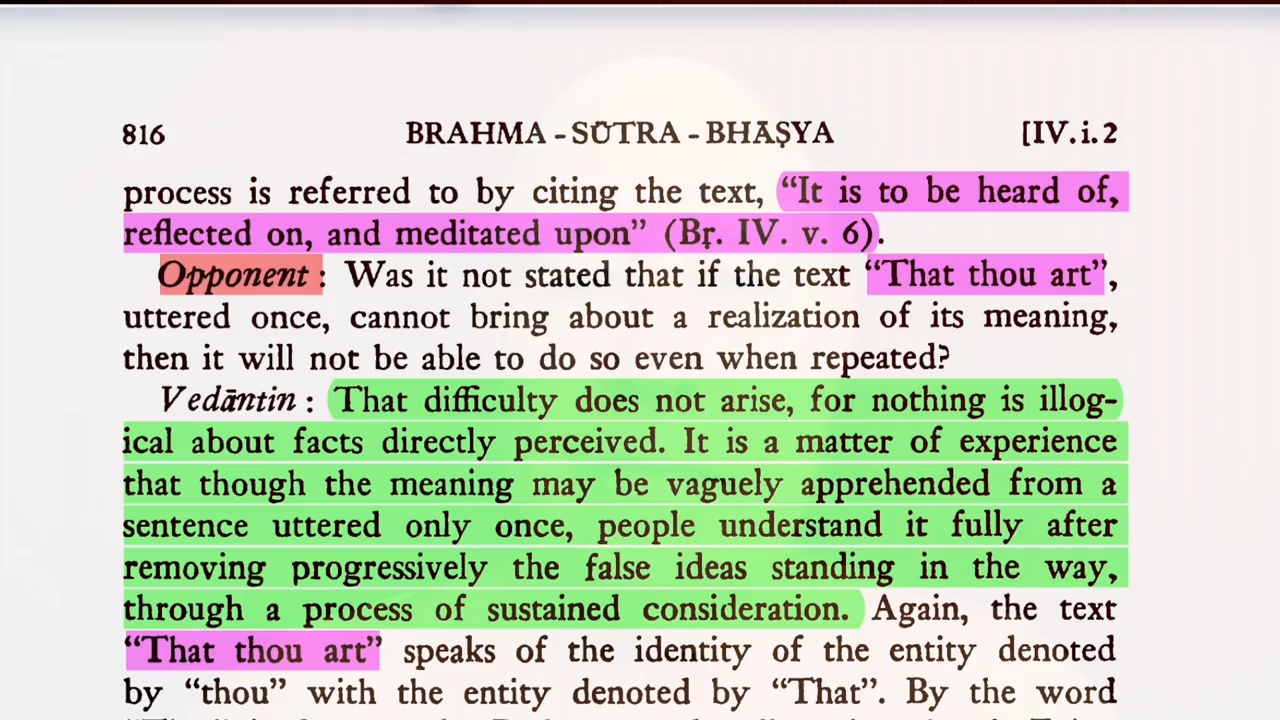 816 BRAHMA - SŪTRA - BHĀṢYA [IV. i. 2
process is referred to by citing the text, “It is to be heard of,
reflected on, and meditated upon” (Bṛ. IV. v. 6).
Opponent : Was it not stated that if the text “That thou art”,
uttered once, cannot bring about a realization of its meaning,
then it will not be able to do so even when repeated?
Vedāntin : That difficulty does not arise, for nothing is illog-
ical about facts directly perceived. It is a matter of experience
that though the meaning may be vaguely apprehended from a
sentence uttered only once, people understand it fully after
removing progressively the false ideas standing in the way,
through a process of sustained consideration. Again, the text
“That thou art” speaks of the identity of the entity denoted
by “thou” with the entity denoted by “That”. By the word